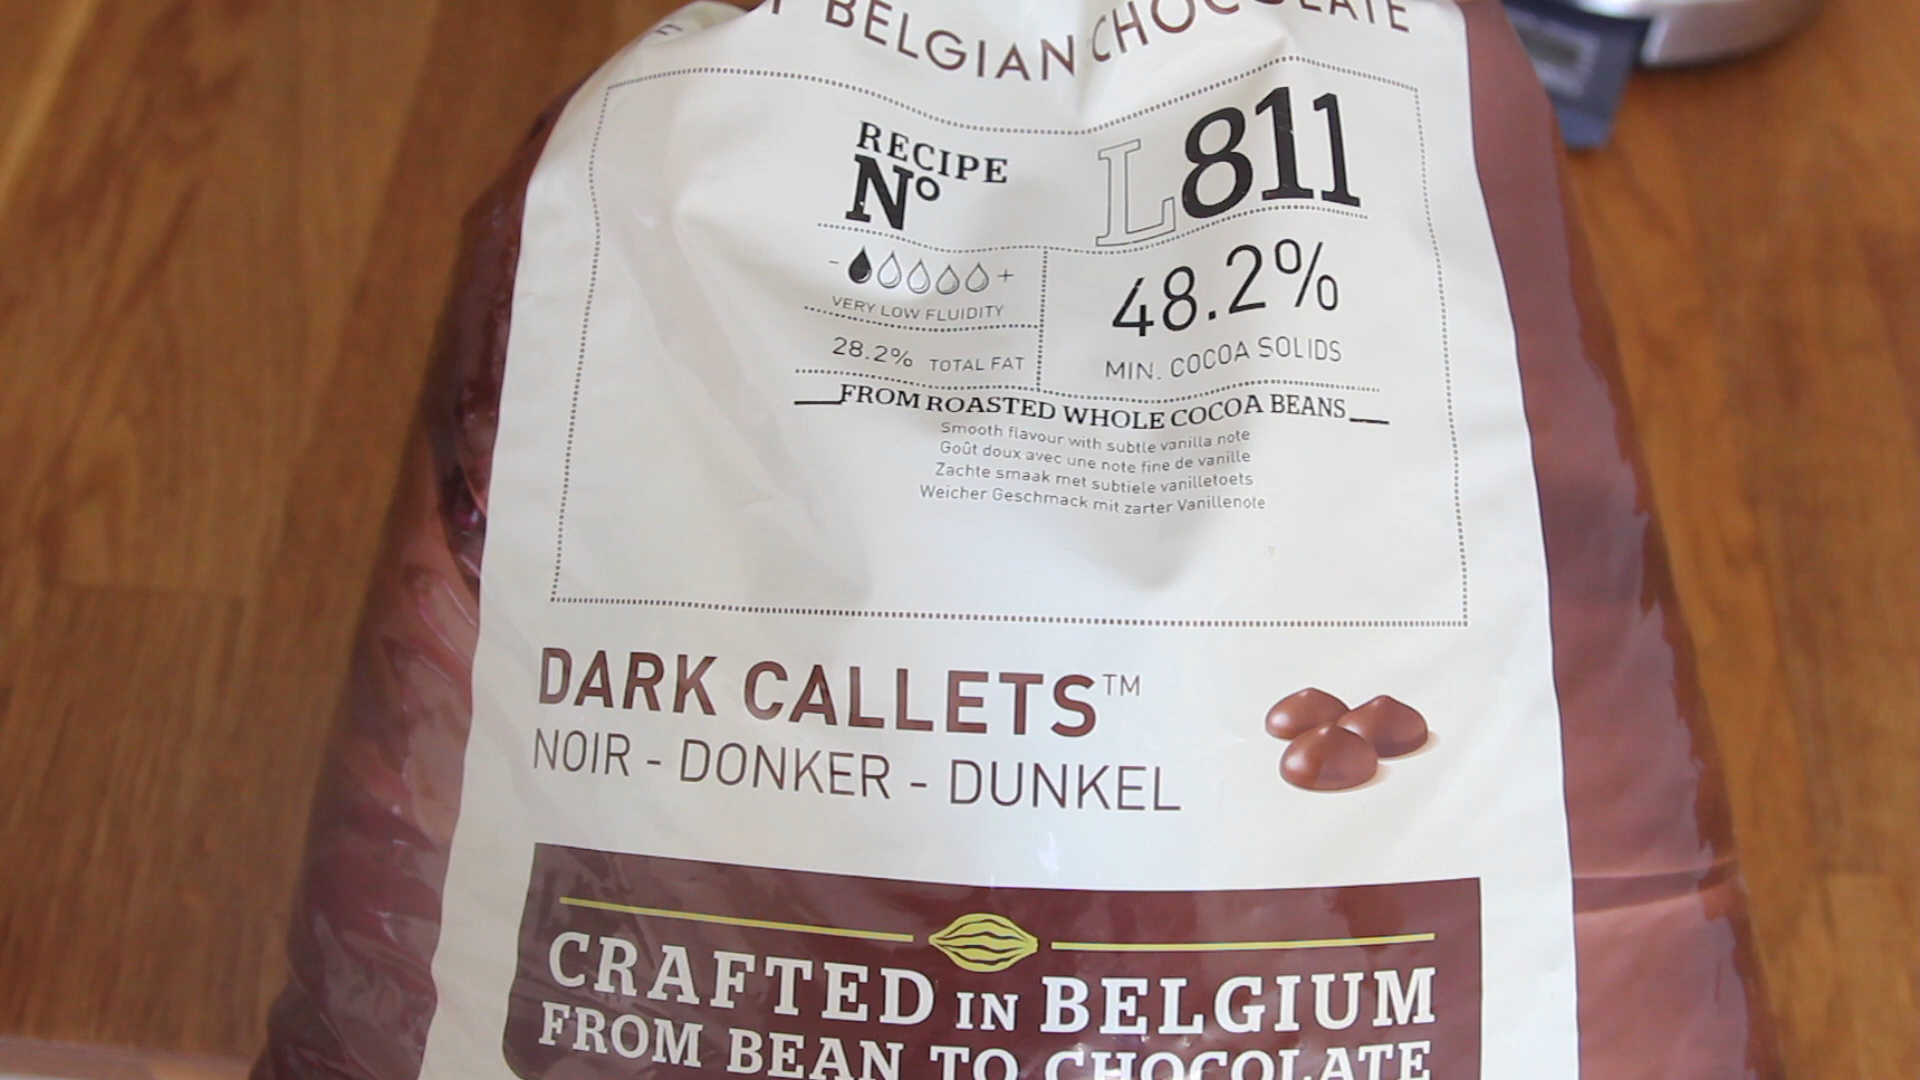 BELGIAN CHOCOLATE
RECIPE
Nº
L811
- +
VERY LOW FLUIDITY
28.2% TOTAL FAT
48.2%
MIN. COCOA SOLIDS
FROM ROASTED WHOLE COCOA BEANS
Smooth flavour with subtle vanilla note
Goût doux avec une note fine de vanille
Zachte smaak met subtiele vanilletoets
Weicher Geschmack mit zarter Vanillenote
DARK CALLETS™
NOIR - DONKER - DUNKEL
CRAFTED IN BELGIUM
FROM BEAN TO CHOCOLATE